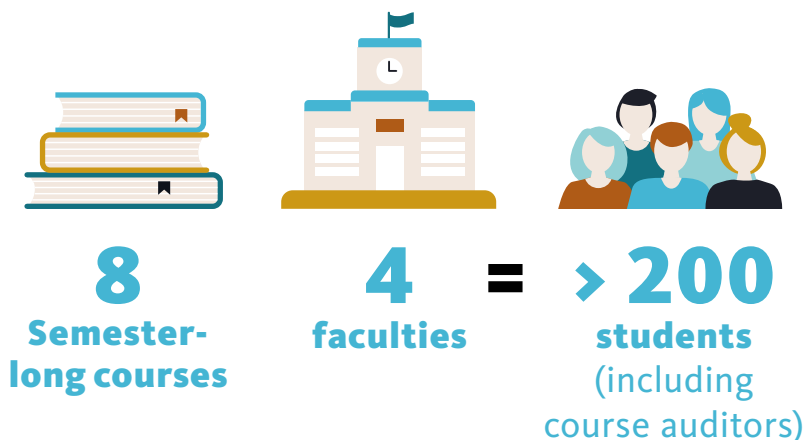 8
Semester-
long courses
4
faculties
=
> 200
students
(including
course auditors)